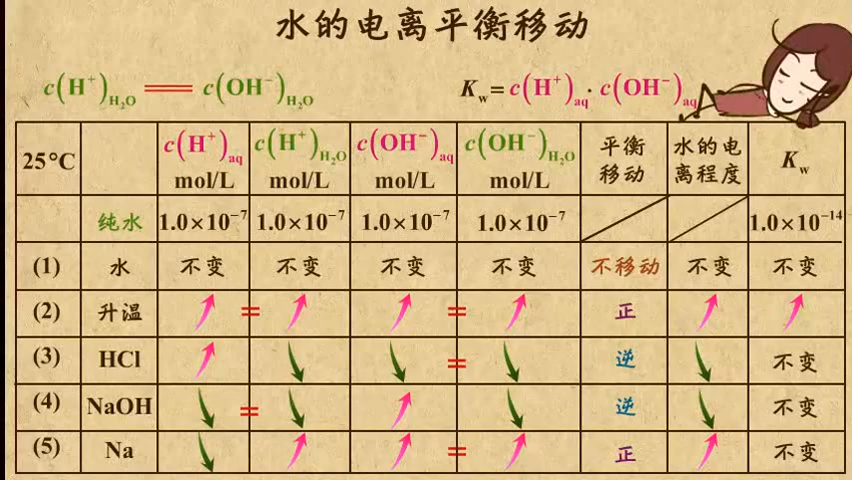 水的电离平衡移动
c(H⁺)H₂O = c(OH⁻)H₂O Kw=c(H⁺)aq · c(OH⁻)aq
25°C c(H⁺)aq mol/L c(H⁺)H₂O mol/L c(OH⁻)aq mol/L c(OH⁻)H₂O mol/L 平衡移动 水的电离程度 Kw
纯水 1.0×10⁻⁷ 1.0×10⁻⁷ 1.0×10⁻⁷ 1.0×10⁻⁷ 1.0×10⁻¹⁴
(1) 水 不变 不变 不变 不变 不移动 不变 不变
(2) 升温 ↗ = ↗ ↗ = ↗ 正 ↗ ↗
(3) HCl ↗ ↘ ↘ = ↘ 逆 ↘ 不变
(4) NaOH ↘ = ↘ ↗ ↘ 逆 ↘ 不变
(5) Na ↘ ↗ ↗ = ↗ 正 ↗ 不变